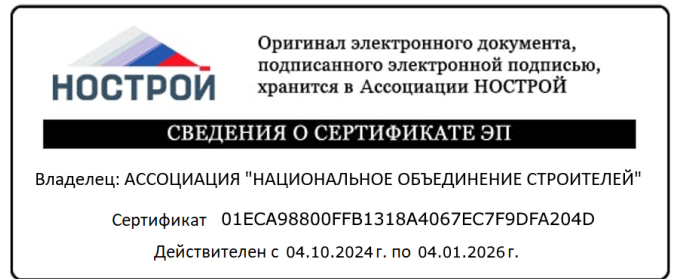 НОСТРОЙ
Оригинал электронного документа,
подписанного электронной подписью,
хранится в Ассоциации НОСТРОЙ
СВЕДЕНИЯ О СЕРТИФИКАТЕ ЭП
Владелец: АССОЦИАЦИЯ "НАЦИОНАЛЬНОЕ ОБЪЕДИНЕНИЕ СТРОИТЕЛЕЙ"
Сертификат 01ECA98800FFB1318A4067EC7F9DFA204D
Действителен с 04.10.2024 г. по 04.01.2026 г.